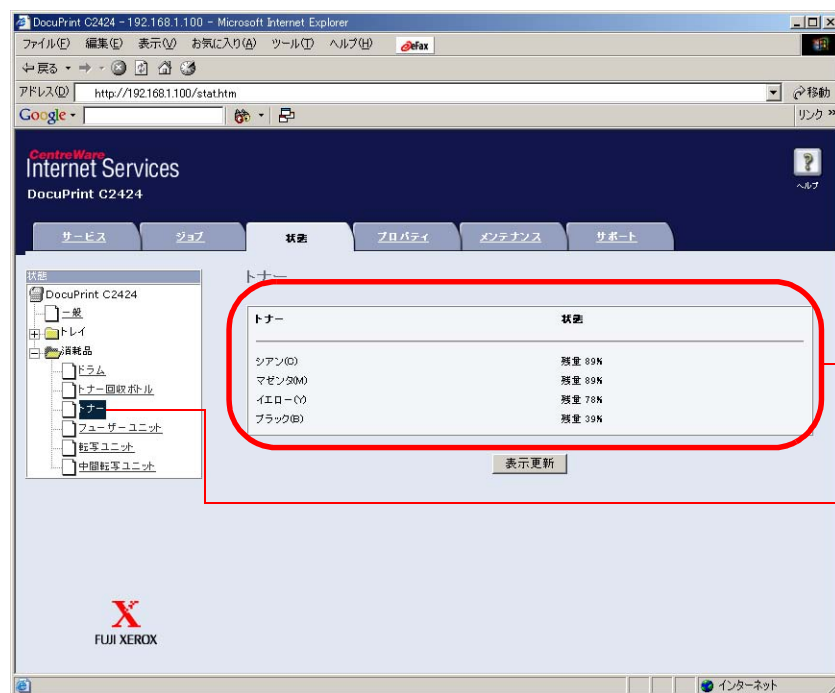 DocuPrint C2424 - 192.168.1.100 - Microsoft Internet Explorer
ファイル(F) 編集(E) 表示(V) お気に入り(A) ツール(T) ヘルプ(H) eFax
戻る
アドレス(D) http://192.168.1.100/stat.htm 移動
Google リンク »
CentreWare
Internet Services
DocuPrint C2424
ヘルプ
サービス ジョブ 状態 プロパティ メンテナンス サポート
状態
DocuPrint C2424
一般
トレイ
消耗品
ドラム
トナー回収ボトル
トナー
フューザーユニット
転写ユニット
中間転写ユニット
トナー
トナー 状態
シアン(C) 残量 89%
マゼンタ(M) 残量 89%
イエロー(Y) 残量 78%
ブラック(B) 残量 39%
表示更新
X
FUJI XEROX
インターネット